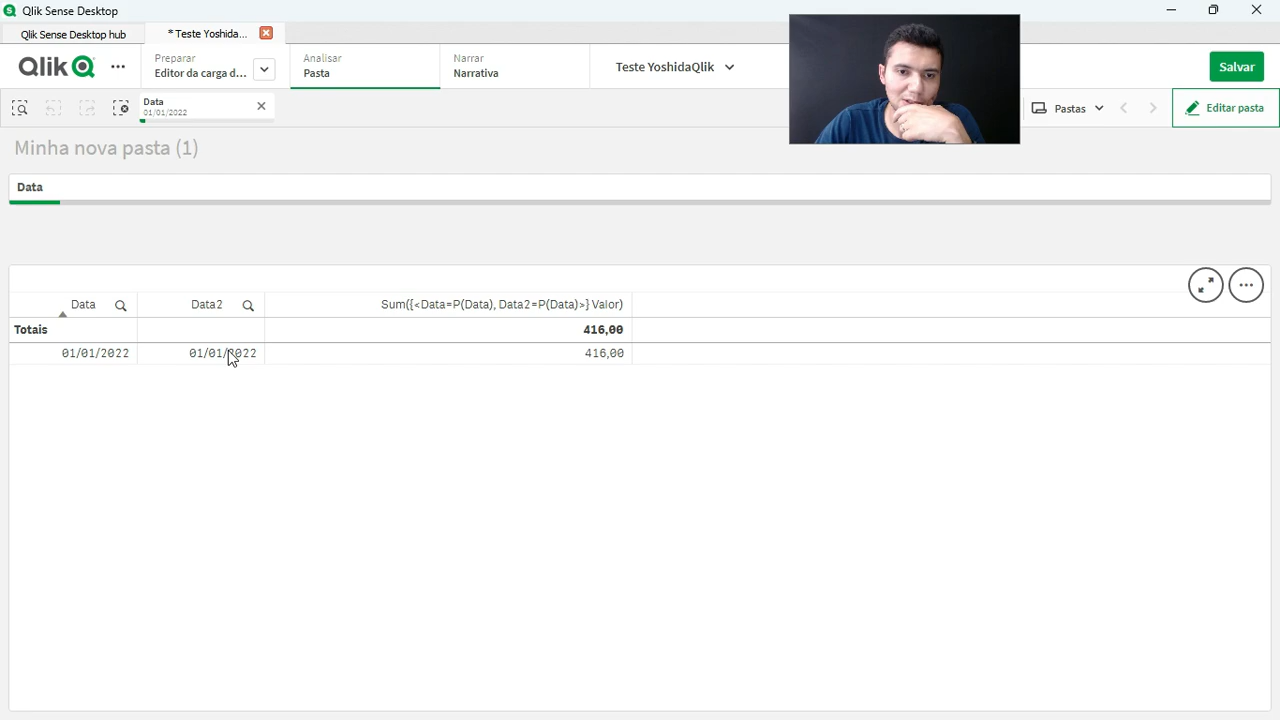 Qlik Sense Desktop
Qlik Sense Desktop hub
* Teste Yoshida...
Qlik
Preparar
Editor da carga d...
Analisar
Pasta
Narrar
Narrativa
Teste YoshidaQlik
Salvar
Data
01/01/2022
Pastas
Editar pasta
Minha nova pasta (1)
Data
Data Data2 Sum({<Data=P(Data), Data2=P(Data)>} Valor)
Totais 416,00
01/01/2022 01/01/2022 416,00